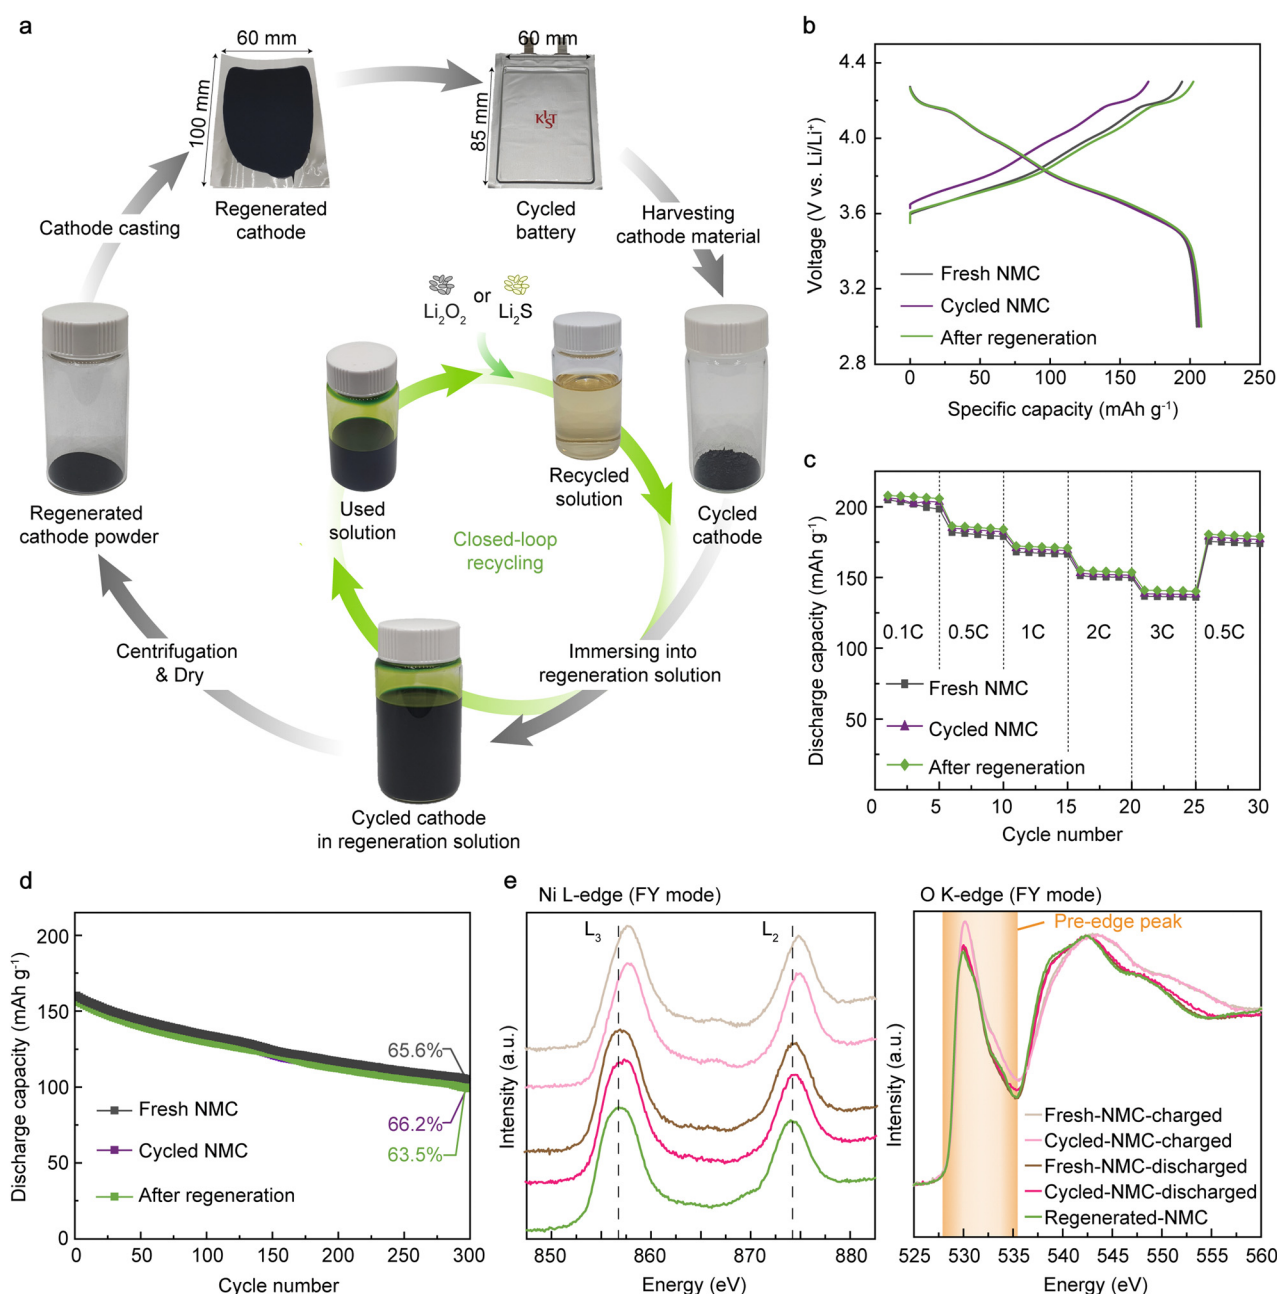 a
60 mm
100 mm
Regenerated
cathode
60 mm
85 mm
KITS
Cycled
battery
Cathode casting
Harvesting
cathode material
Li₂O₂
or
Li₂S
Regenerated
cathode powder
Used
solution
Recycled
solution
Cycled
cathode
Closed-loop
recycling
Centrifugation
& Dry
Immersing into
regeneration solution
Cycled cathode
in regeneration solution
b
Voltage (V vs. Li/Li⁺)
4.4
4.0
3.6
3.2
2.8
Fresh NMC
Cycled NMC
After regeneration
0 50 100 150 200 250
Specific capacity (mAh g⁻¹)
c
Discharge capacity (mAh g⁻¹)
200
150
100
50
0.1C 0.5C 1C 2C 3C 0.5C
Fresh NMC
Cycled NMC
After regeneration
0 5 10 15 20 25 30
Cycle number
d
Discharge capacity (mAh g⁻¹)
200
150
100
50
0
65.6%
66.2%
63.5%
Fresh NMC
Cycled NMC
After regeneration
0 50 100 150 200 250 300
Cycle number
e
Ni L-edge (FY mode)
L₃
L₂
Intensity (a.u.)
850 860 870 880
Energy (eV)
O K-edge (FY mode)
Pre-edge peak
Intensity (a.u.)
Fresh-NMC-charged
Cycled-NMC-charged
Fresh-NMC-discharged
Cycled-NMC-discharged
Regenerated-NMC
525 530 535 540 545 550 555 560
Energy (eV)